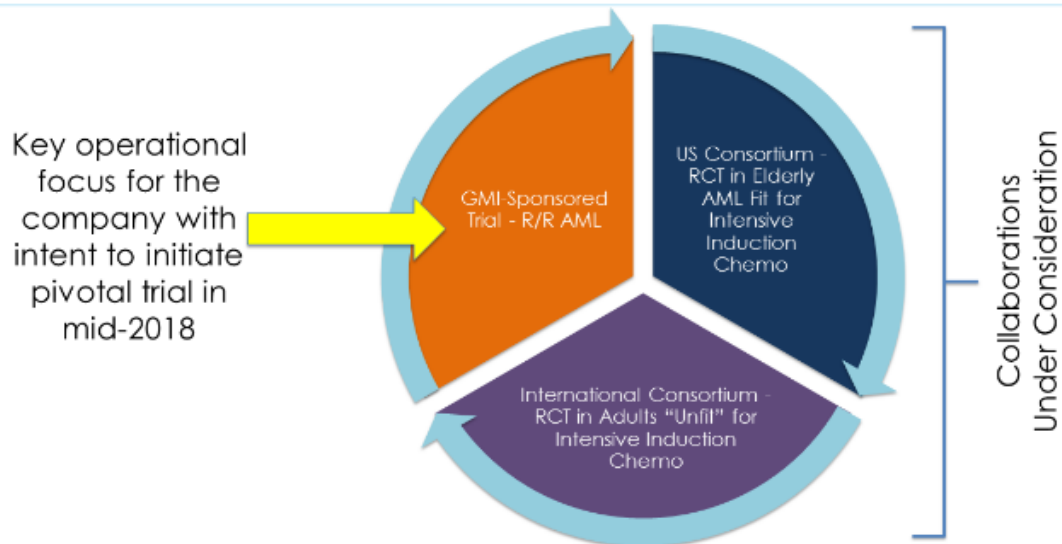 Key operational
focus for the
company with
intent to initiate
pivotal trial in
mid-2018
GMI-Sponsored
Trial - R/R AML
US Consortium -
RCT in Elderly
AML Fit for
Intensive
Induction
Chemo
International Consortium -
RCT in Adults “Unfit” for
Intensive Induction
Chemo
Collaborations
Under Consideration